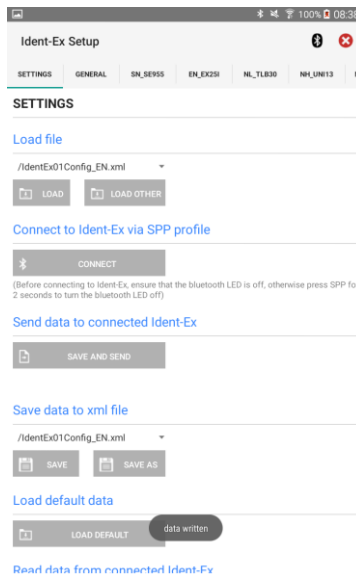 100% 08:38
Ident-Ex Setup
SETTINGS GENERAL SN_SE955 EN_EX25I NL_TLB30 NH_UNI13
SETTINGS
Load file
/IdentEx01Config_EN.xml
LOAD LOAD OTHER
Connect to Ident-Ex via SPP profile
CONNECT
(Before connecting to Ident-Ex, ensure that the bluetooth LED is off, otherwise press SPP fo
2 seconds to turn the bluetooth LED off)
Send data to connected Ident-Ex
SAVE AND SEND
Save data to xml file
/IdentEx01Config_EN.xml
SAVE SAVE AS
Load default data
LOAD DEFAULT
data written
Read data from connected Ident-Ex